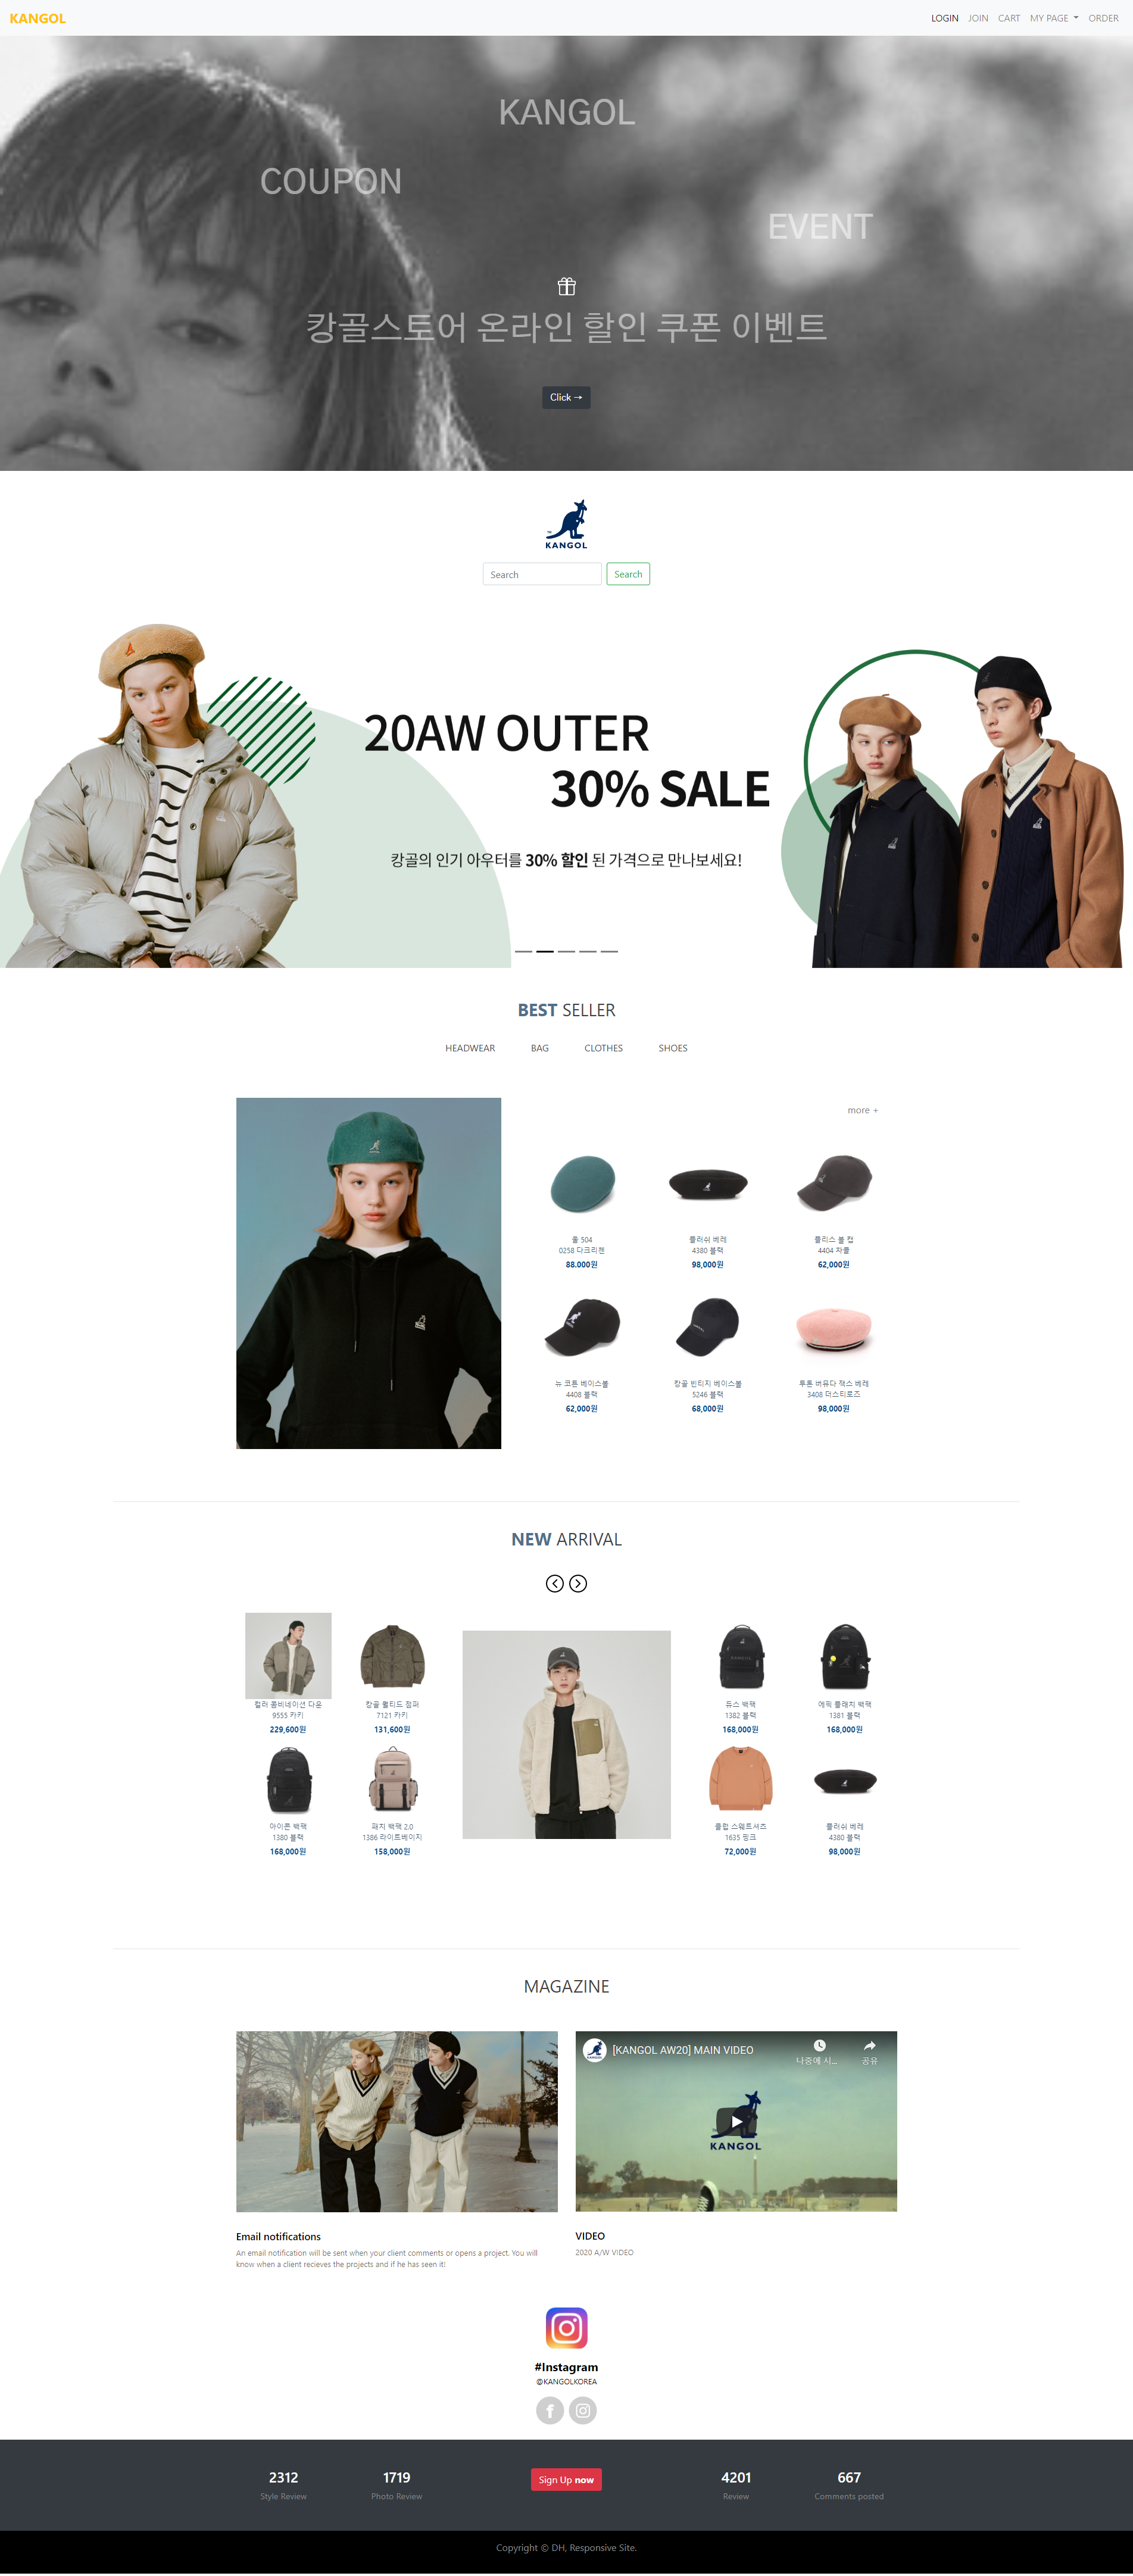 KANGOL
LOGIN JOIN CART MY PAGE ORDER
KANGOL
COUPON
EVENT
캉골스토어 온라인 할인 쿠폰 이벤트
Click →
KANGOL
Search Search
20AW OUTER
30% SALE
캉골의 인기 아우터를 30% 할인 된 가격으로 만나보세요!
BEST SELLER
HEADWEAR BAG CLOTHES SHOES
more +
울 504 플러쉬 베레 플리스 볼 캡
0258 다크리젠 4380 블랙 4404 차콜
88.000원 98,000원 62,000원
뉴 코튼 베이스볼 캉골 빈티지 베이스볼 투톤 버뮤다 잭스 베레
4408 블랙 5246 블랙 3408 더스티로즈
62,000원 68,000원 98,000원
NEW ARRIVAL
컬러 콤비네이션 다운 캉골 퀼티드 점퍼 듀스 백팩 에픽 플래치 백팩
9555 카키 7121 카키 1382 블랙 1381 블랙
229,600원 131,600원 168,000원 168,000원
아이콘 백팩 패치 백팩 2.0 클럽 스웨트셔츠 플러쉬 베레
1380 블랙 1386 라이트베이지 1635 핑크 4380 블랙
168,000원 158,000원 72,000원 98,000원
MAGAZINE
[KANGOL AW20] MAIN VIDEO
나중에 시... 공유
KANGOL
Email notifications VIDEO
An email notification will be sent when your client comments or opens a project. You will 2020 A/W VIDEO
know when a client recieves the projects and if he has seen it!
#Instagram
@KANGOLKOREA
2312 1719 Sign Up now 4201 667
Style Review Photo Review Review Comments posted
Copyright © DH, Responsive Site.